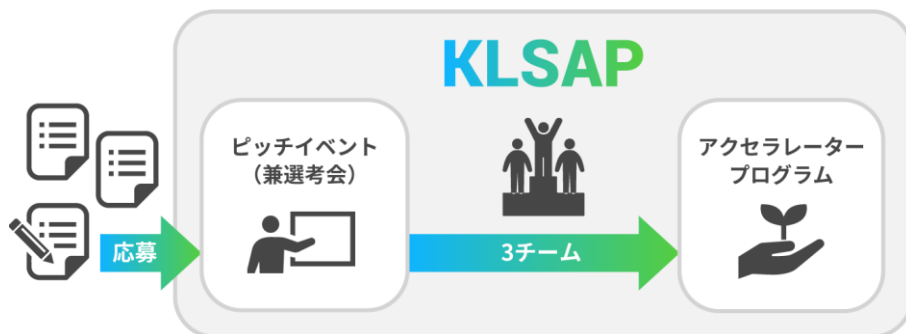 KLSAP
ピッチイベント
（兼選考会）
アクセラレーター
プログラム
応募
3チーム